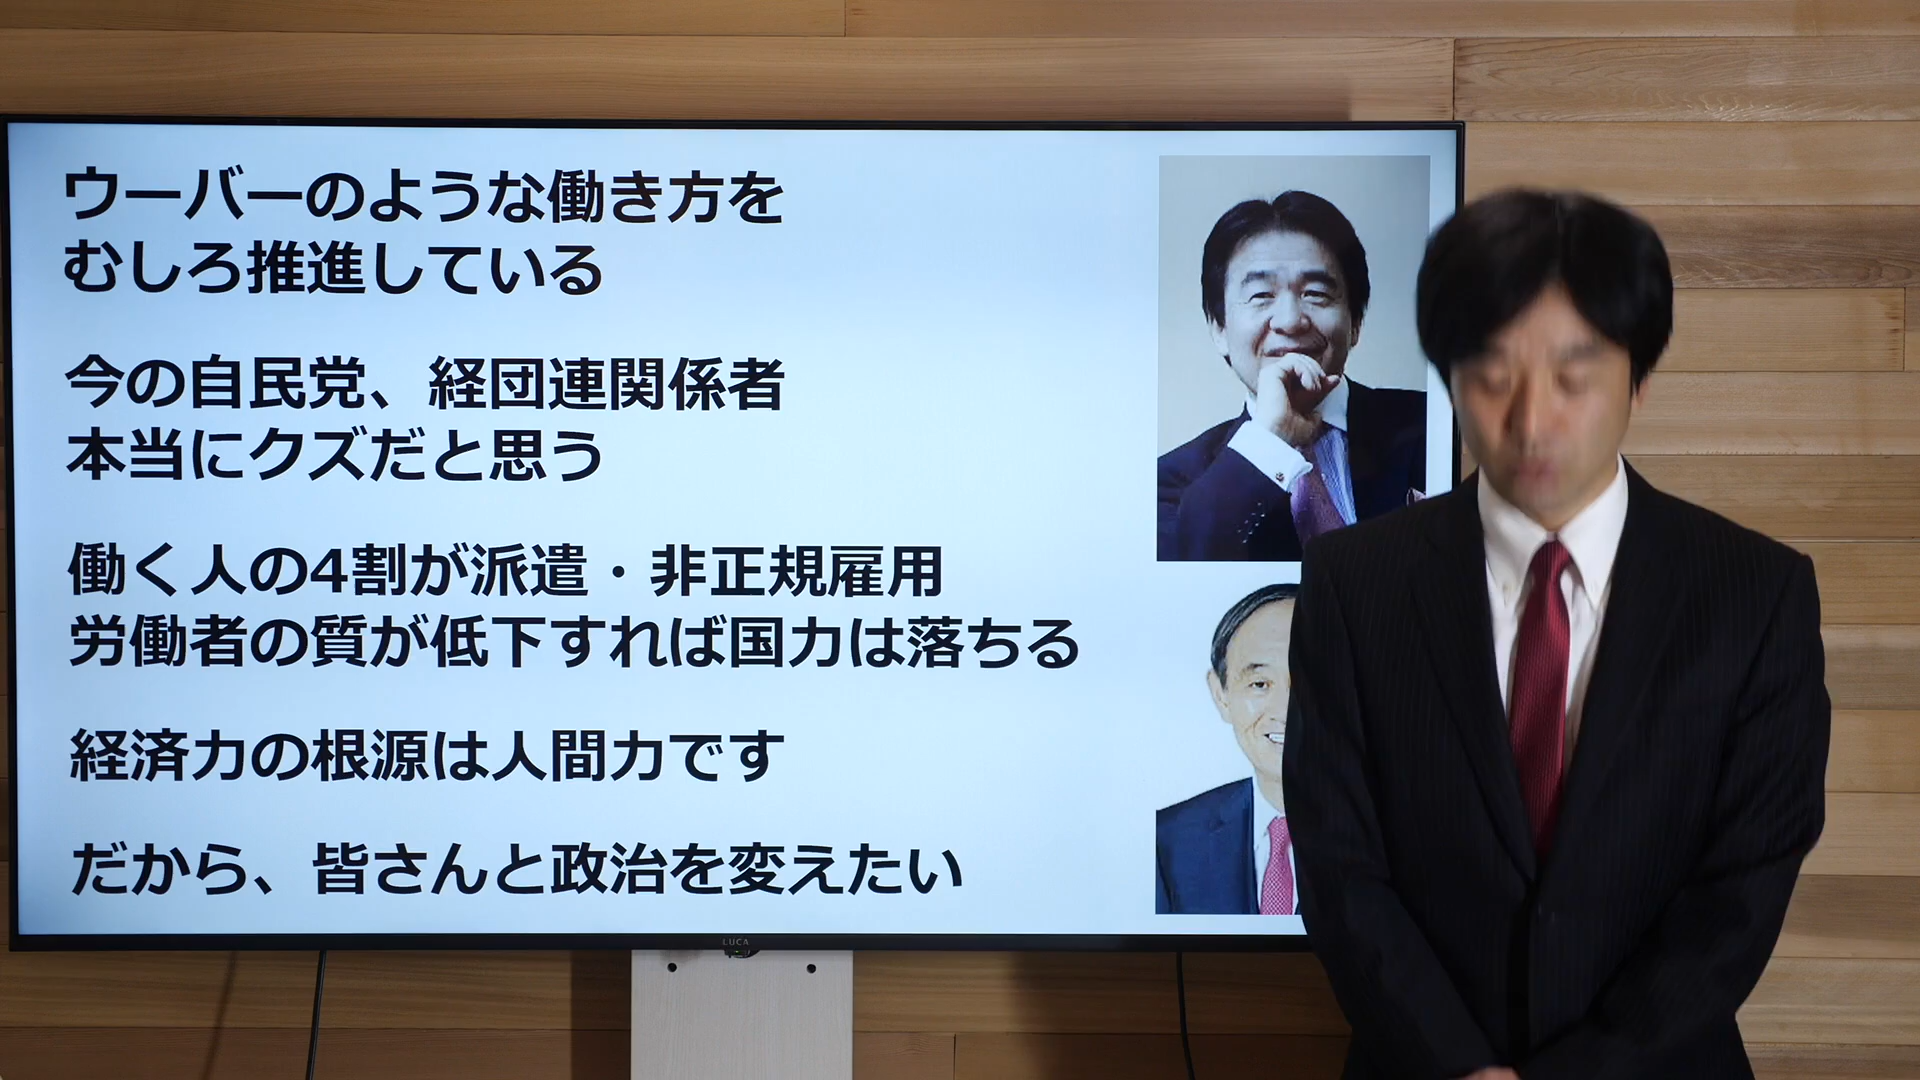 ウーバーのような働き方を
むしろ推進している
今の自民党、経団連関係者
本当にクズだと思う
働く人の4割が派遣・非正規雇用
労働者の質が低下すれば国力は落ちる
経済力の根源は人間力です
だから、皆さんと政治を変えたい
LUCA